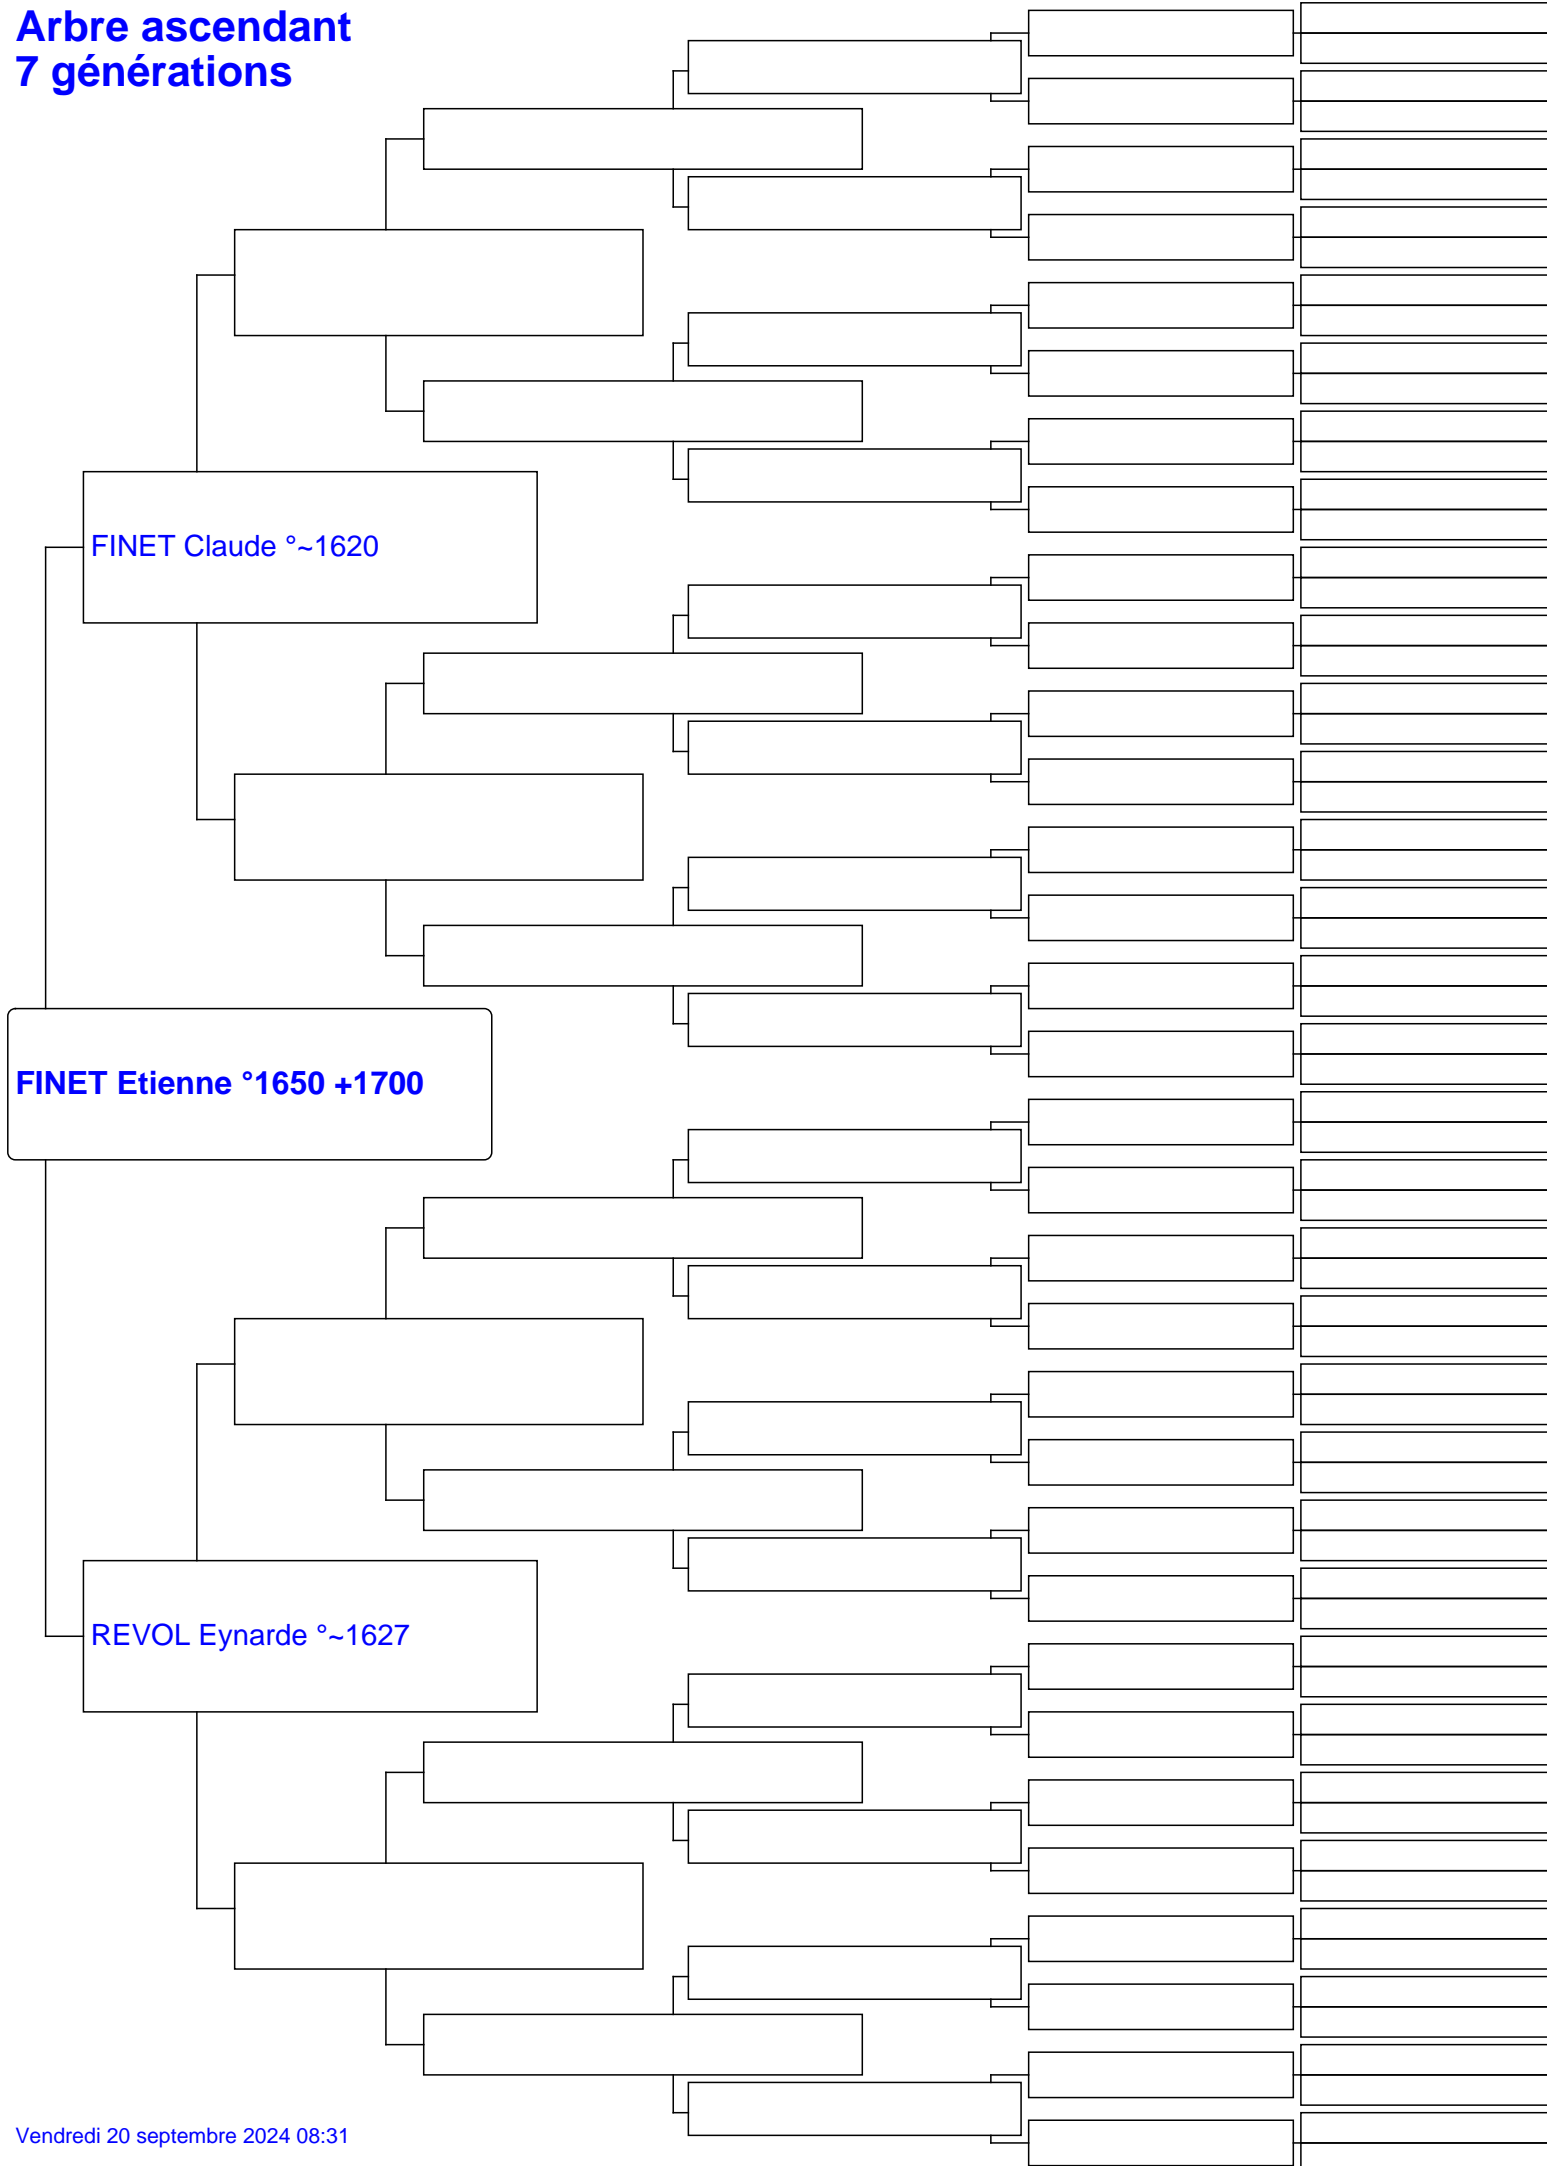 Arbre ascendant
7 générations
FINET Claude °~1620
FINET Etienne °1650 +1700
REVOL Eynarde °~1627
Vendredi 20 septembre 2024 08:31